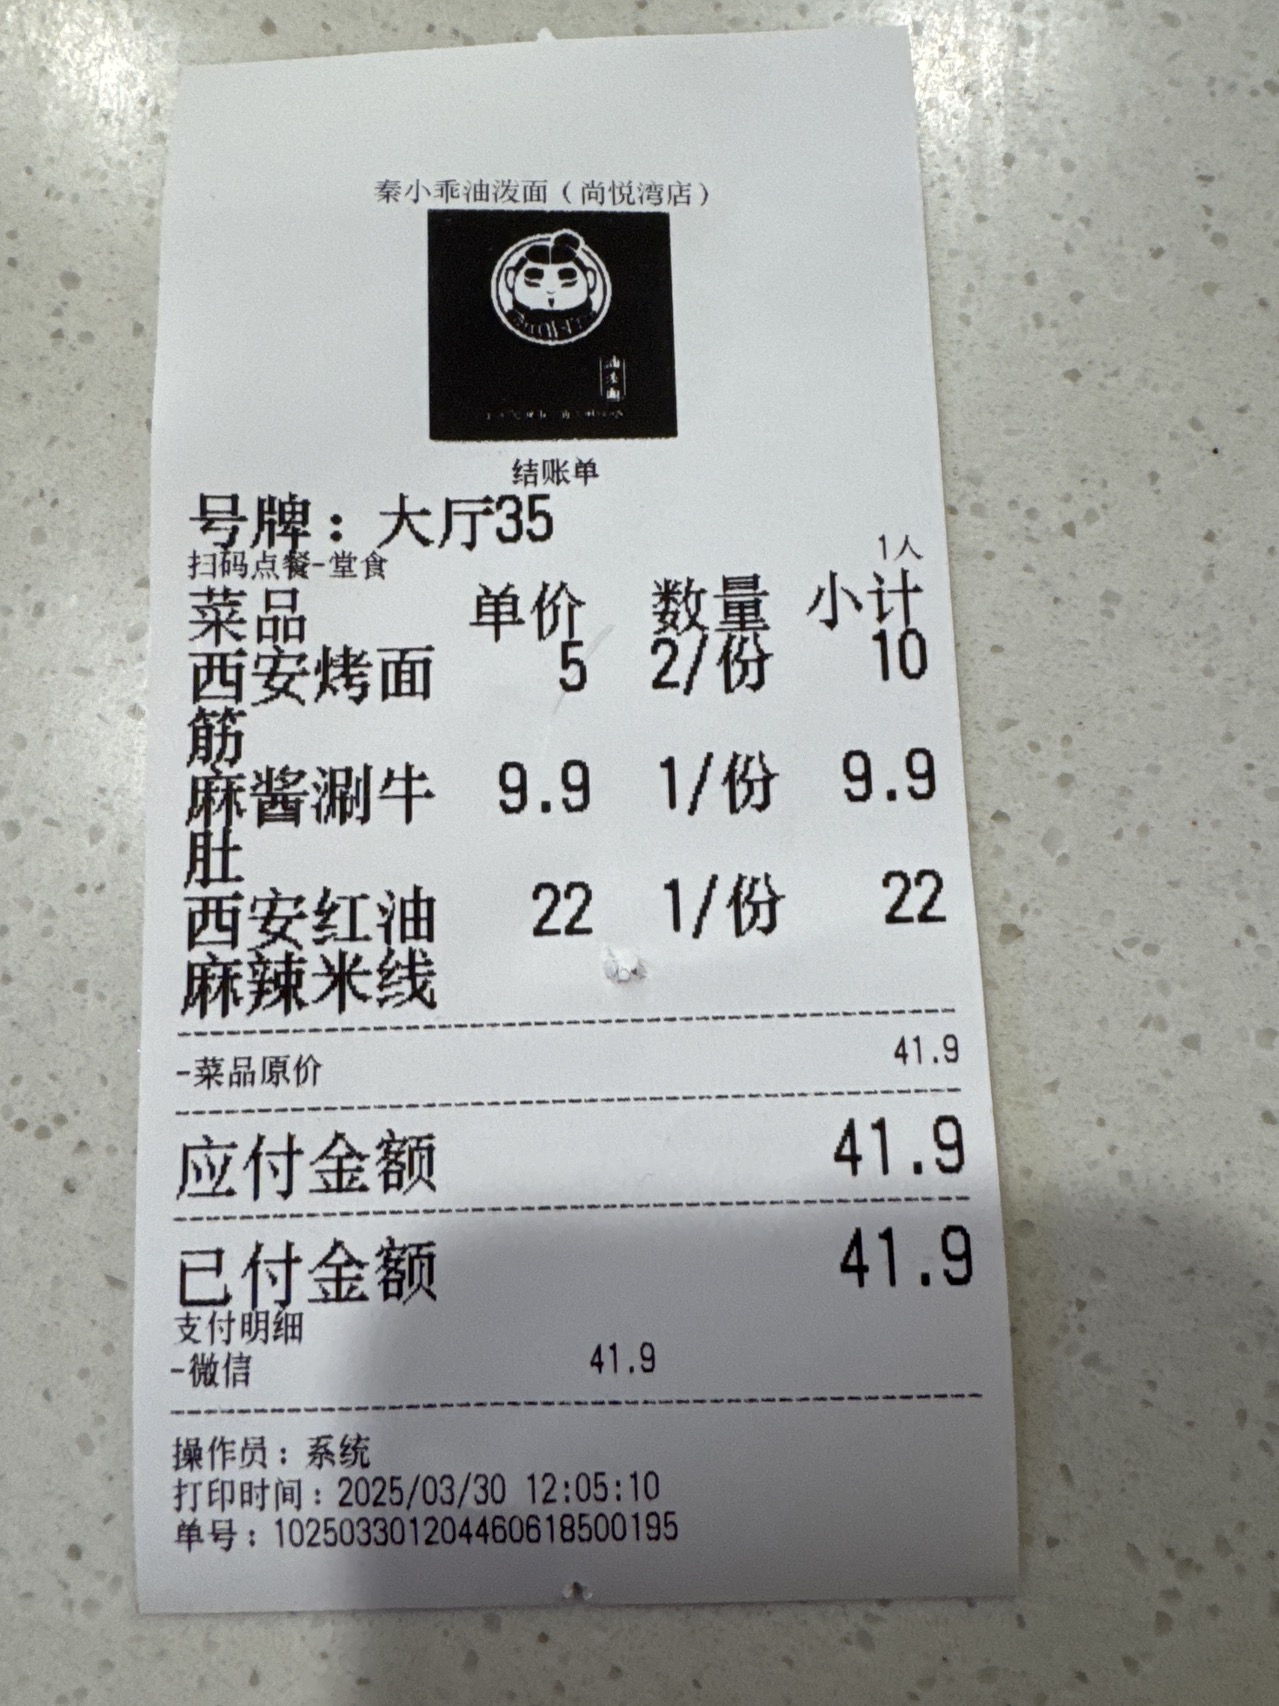 秦小乖油泼面（尚悦湾店）
油泼面
结账单
号牌：大厅35
扫码点餐-堂食 1人
菜品 单价 数量 小计
西安烤面 5 2/份 10
筋
麻酱涮牛 9.9 1/份 9.9
肚
西安红油 22 1/份 22
麻辣米线
-菜品原价 41.9
应付金额 41.9
已付金额 41.9
支付明细
-微信 41.9
操作员：系统
打印时间：2025/03/30 12:05:10
单号：102503301204460618500195